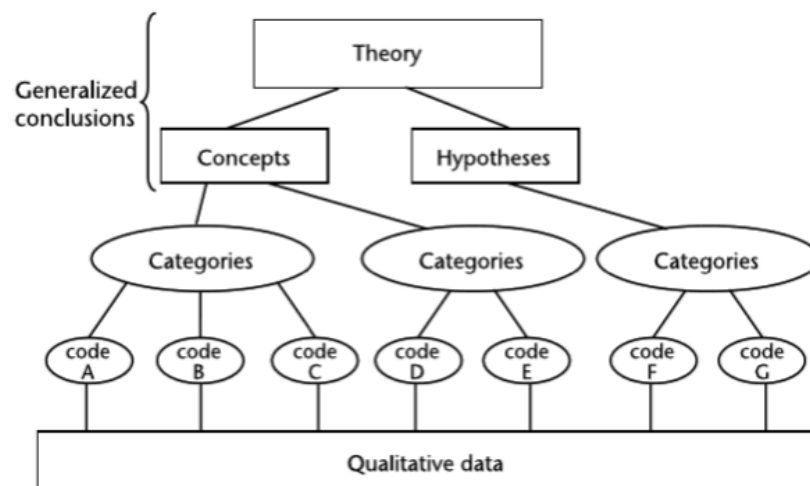 Theory
Generalized
conclusions
Concepts
Hypotheses
Categories
Categories
Categories
code
A
code
B
code
C
code
D
code
E
code
F
code
G
Qualitative data